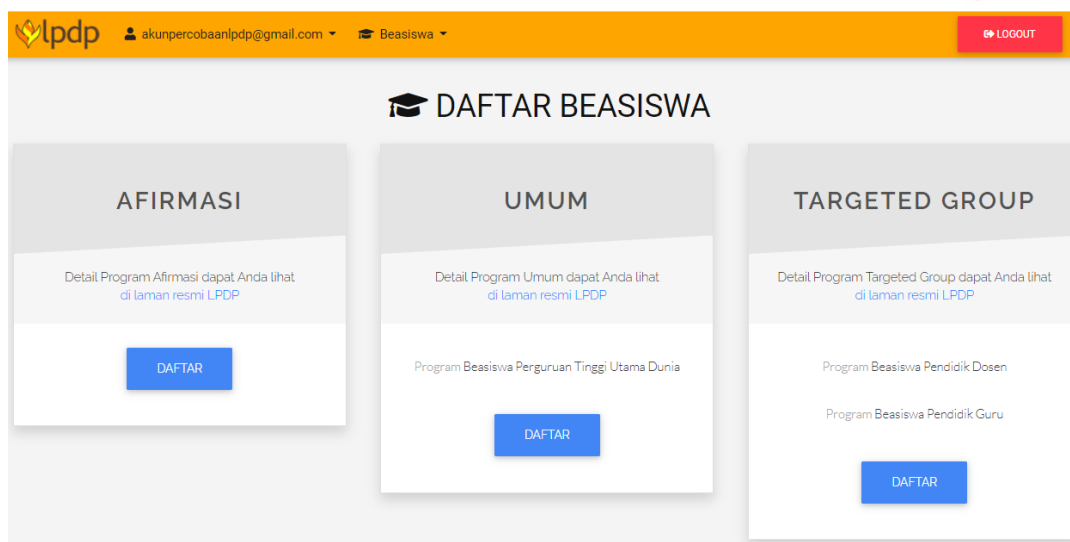 lpdp akunpercobaanlpdp@gmail.com Beasiswa LOGOUT
DAFTAR BEASISWA
AFIRMASI
Detail Program Afirmasi dapat Anda lihat
di laman resmi LPDP
DAFTAR
UMUM
Detail Program Umum dapat Anda lihat
di laman resmi LPDP
Program Beasiswa Perguruan Tinggi Utama Dunia
DAFTAR
TARGETED GROUP
Detail Program Targeted Group dapat Anda lihat
di laman resmi LPDP
Program Beasiswa Pendidik Dosen
Program Beasiswa Pendidik Guru
DAFTAR